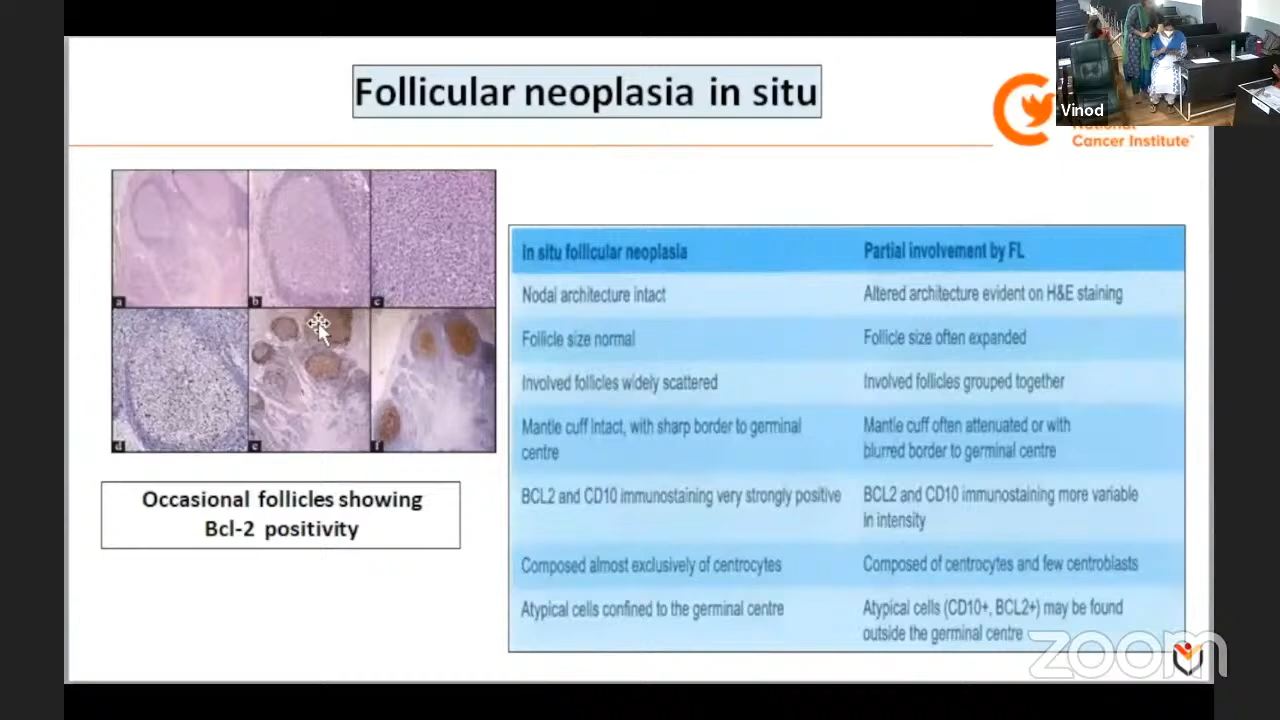 Follicular neoplasia in situ
Vinod
Cancer Institute
a
b
c
d
e
f
Occasional follicles showing
Bcl-2 positivity
In situ follicular neoplasia
Partial involvement by FL
Nodal architecture intact
Altered architecture evident on H&E staining
Follicle size normal
Follicle size often expanded
Involved follicles widely scattered
Involved follicles grouped together
Mantle cuff intact, with sharp border to germinal
centre
Mantle cuff often attenuated or with
blurred border to germinal centre
BCL2 and CD10 immunostaining very strongly positive
BCL2 and CD10 immunostaining more variable
in intensity
Composed almost exclusively of centrocytes
Composed of centrocytes and few centroblasts
Atypical cells confined to the germinal centre
Atypical cells (CD10+, BCL2+) may be found
outside the germinal centre
zoom